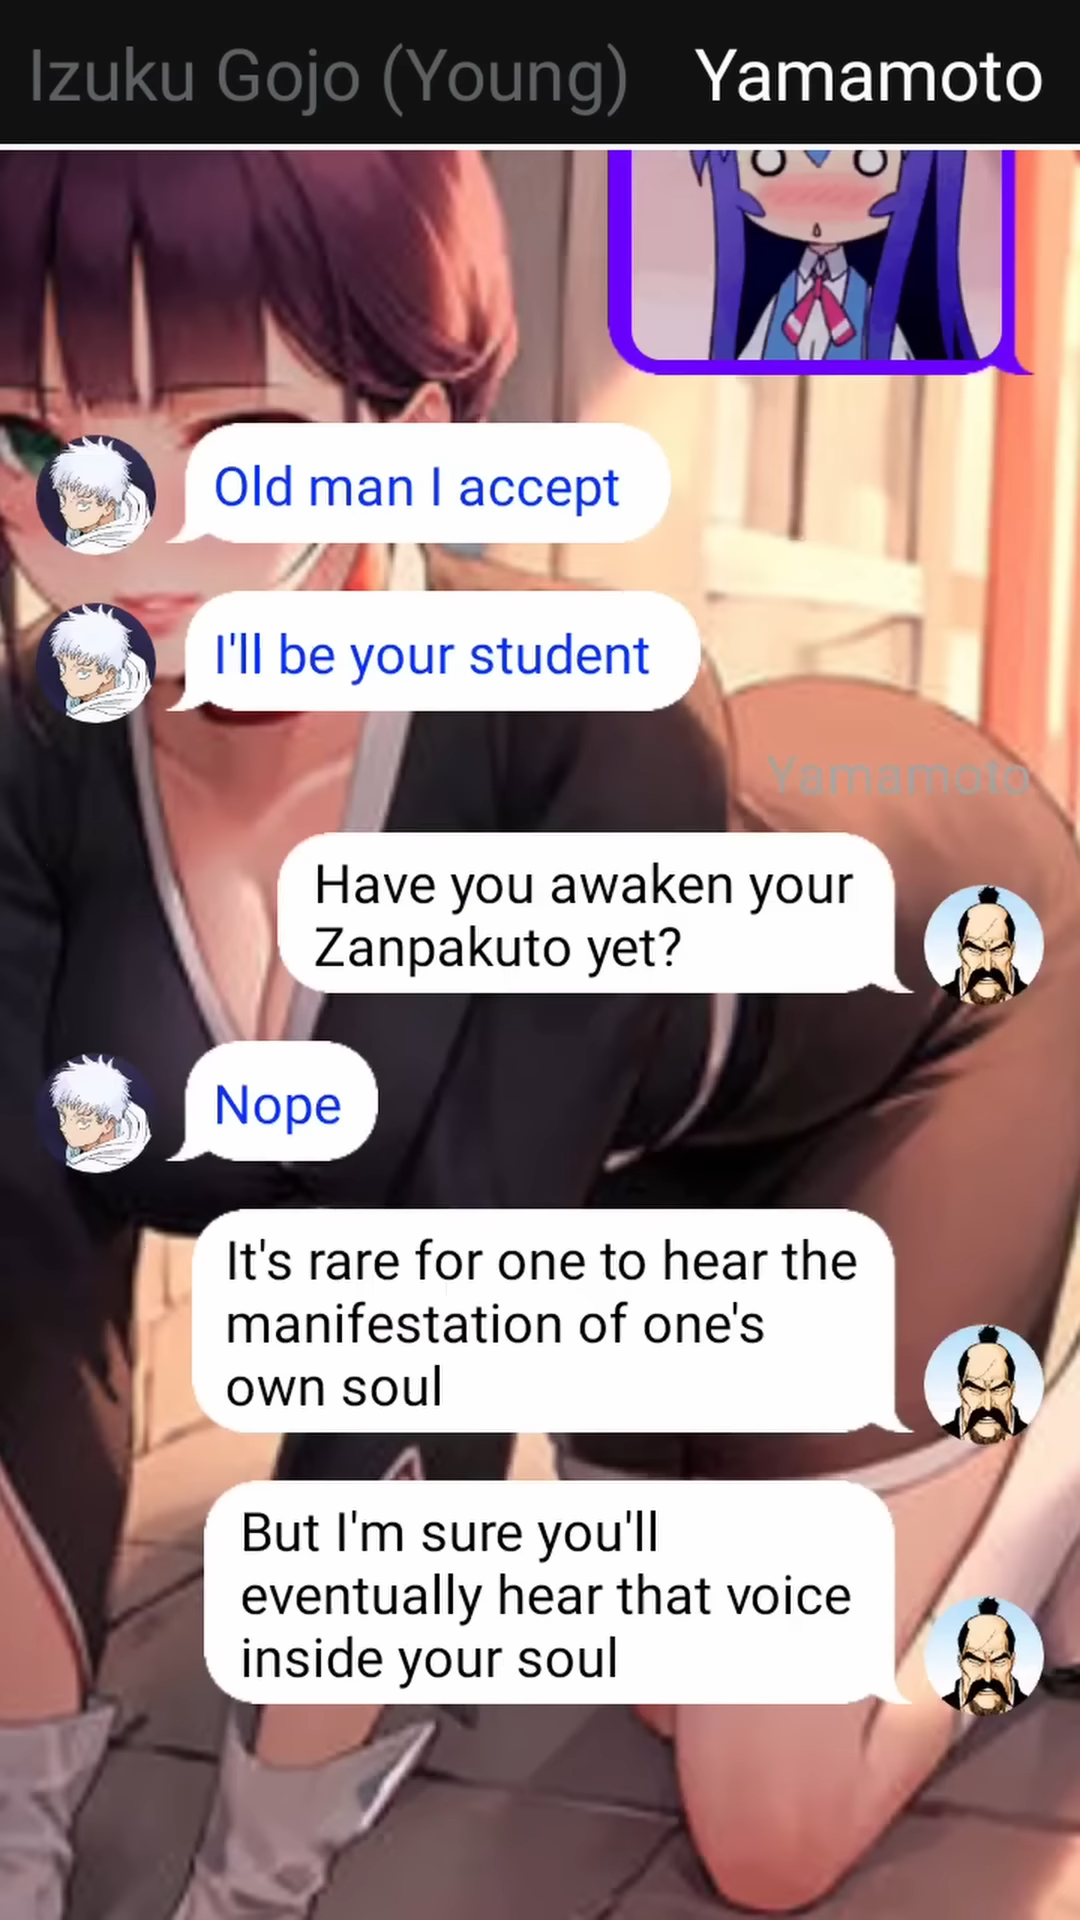 Izuku Gojo (Young) Yamamoto
Old man I accept
I'll be your student
Yamamoto
Have you awaken your
Zanpakuto yet?
Nope
It's rare for one to hear the
manifestation of one's
own soul
But I'm sure you'll
eventually hear that voice
inside your soul